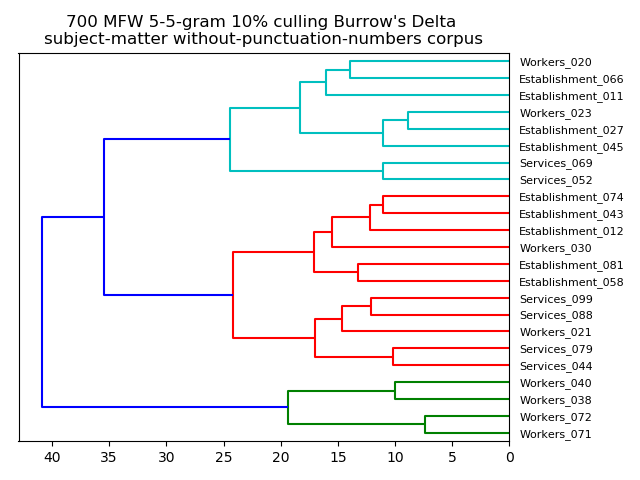 700 MFW 5-5-gram 10% culling Burrow's Delta
subject-matter without-punctuation-numbers corpus
Workers_020
Establishment_066
Establishment_011
Workers_023
Establishment_027
Establishment_045
Services_069
Services_052
Establishment_074
Establishment_043
Establishment_012
Workers_030
Establishment_081
Establishment_058
Services_099
Services_088
Workers_021
Services_079
Services_044
Workers_040
Workers_038
Workers_072
Workers_071
40 35 30 25 20 15 10 5 0